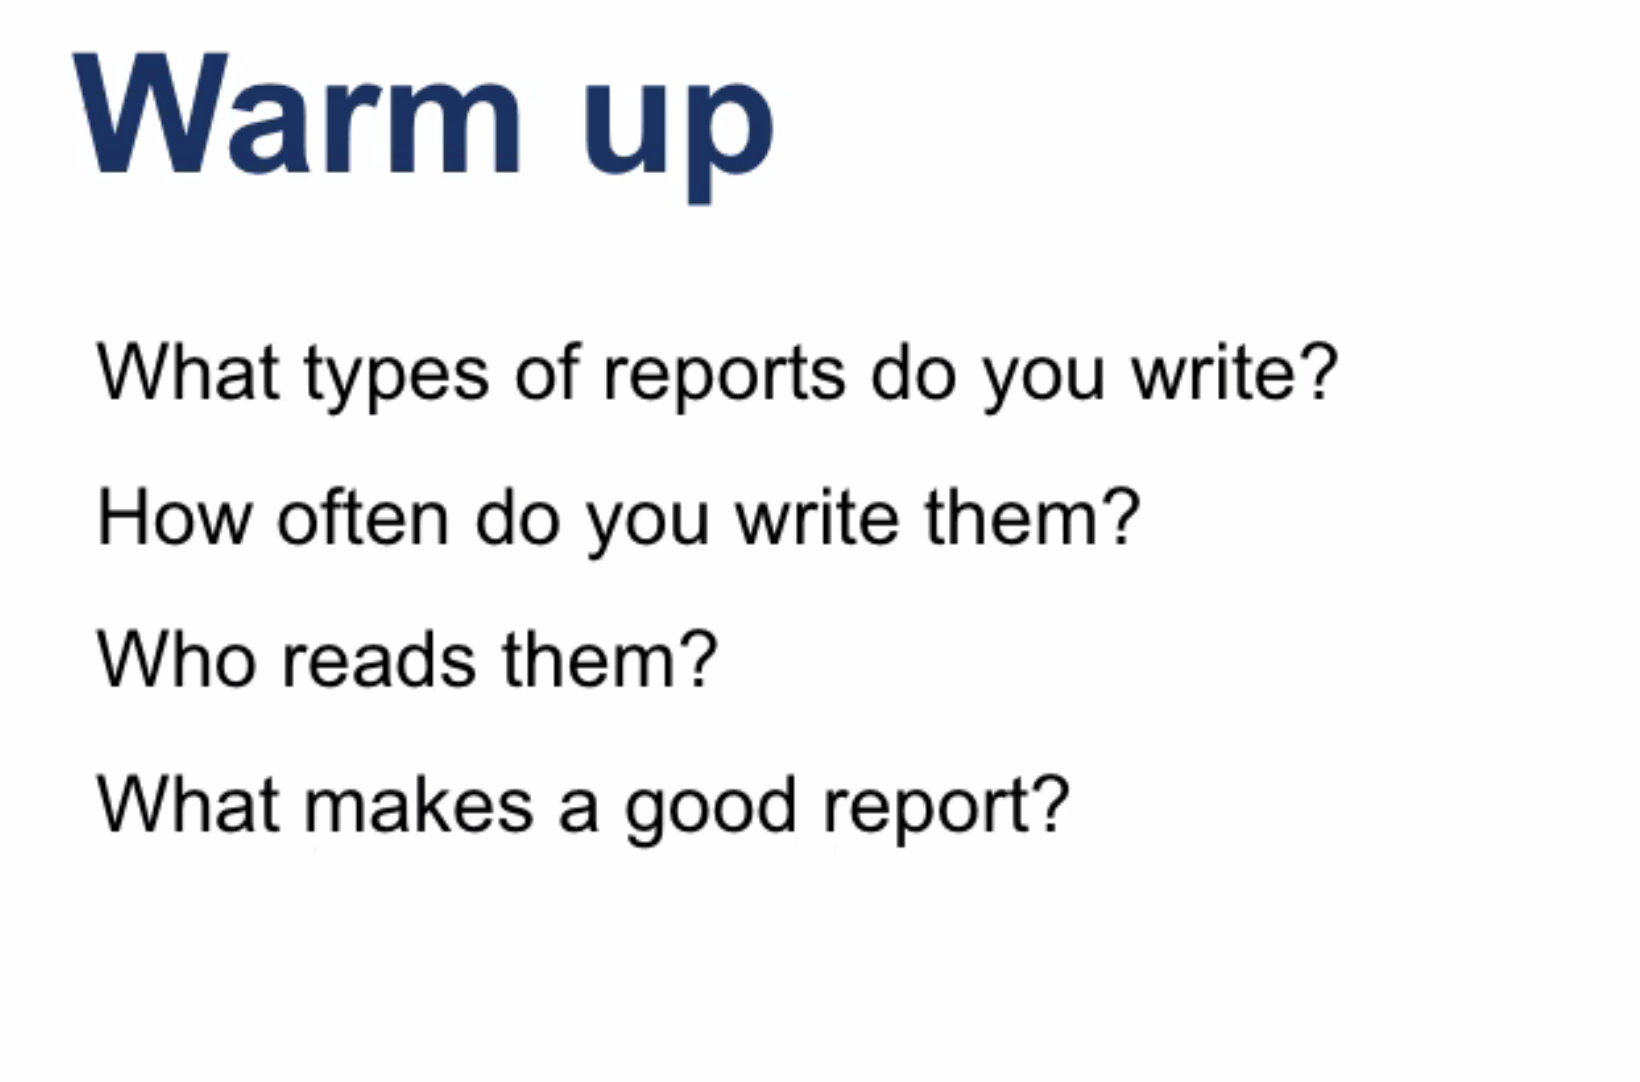 Warm up
What types of reports do you write?
How often do you write them?
Who reads them?
What makes a good report?